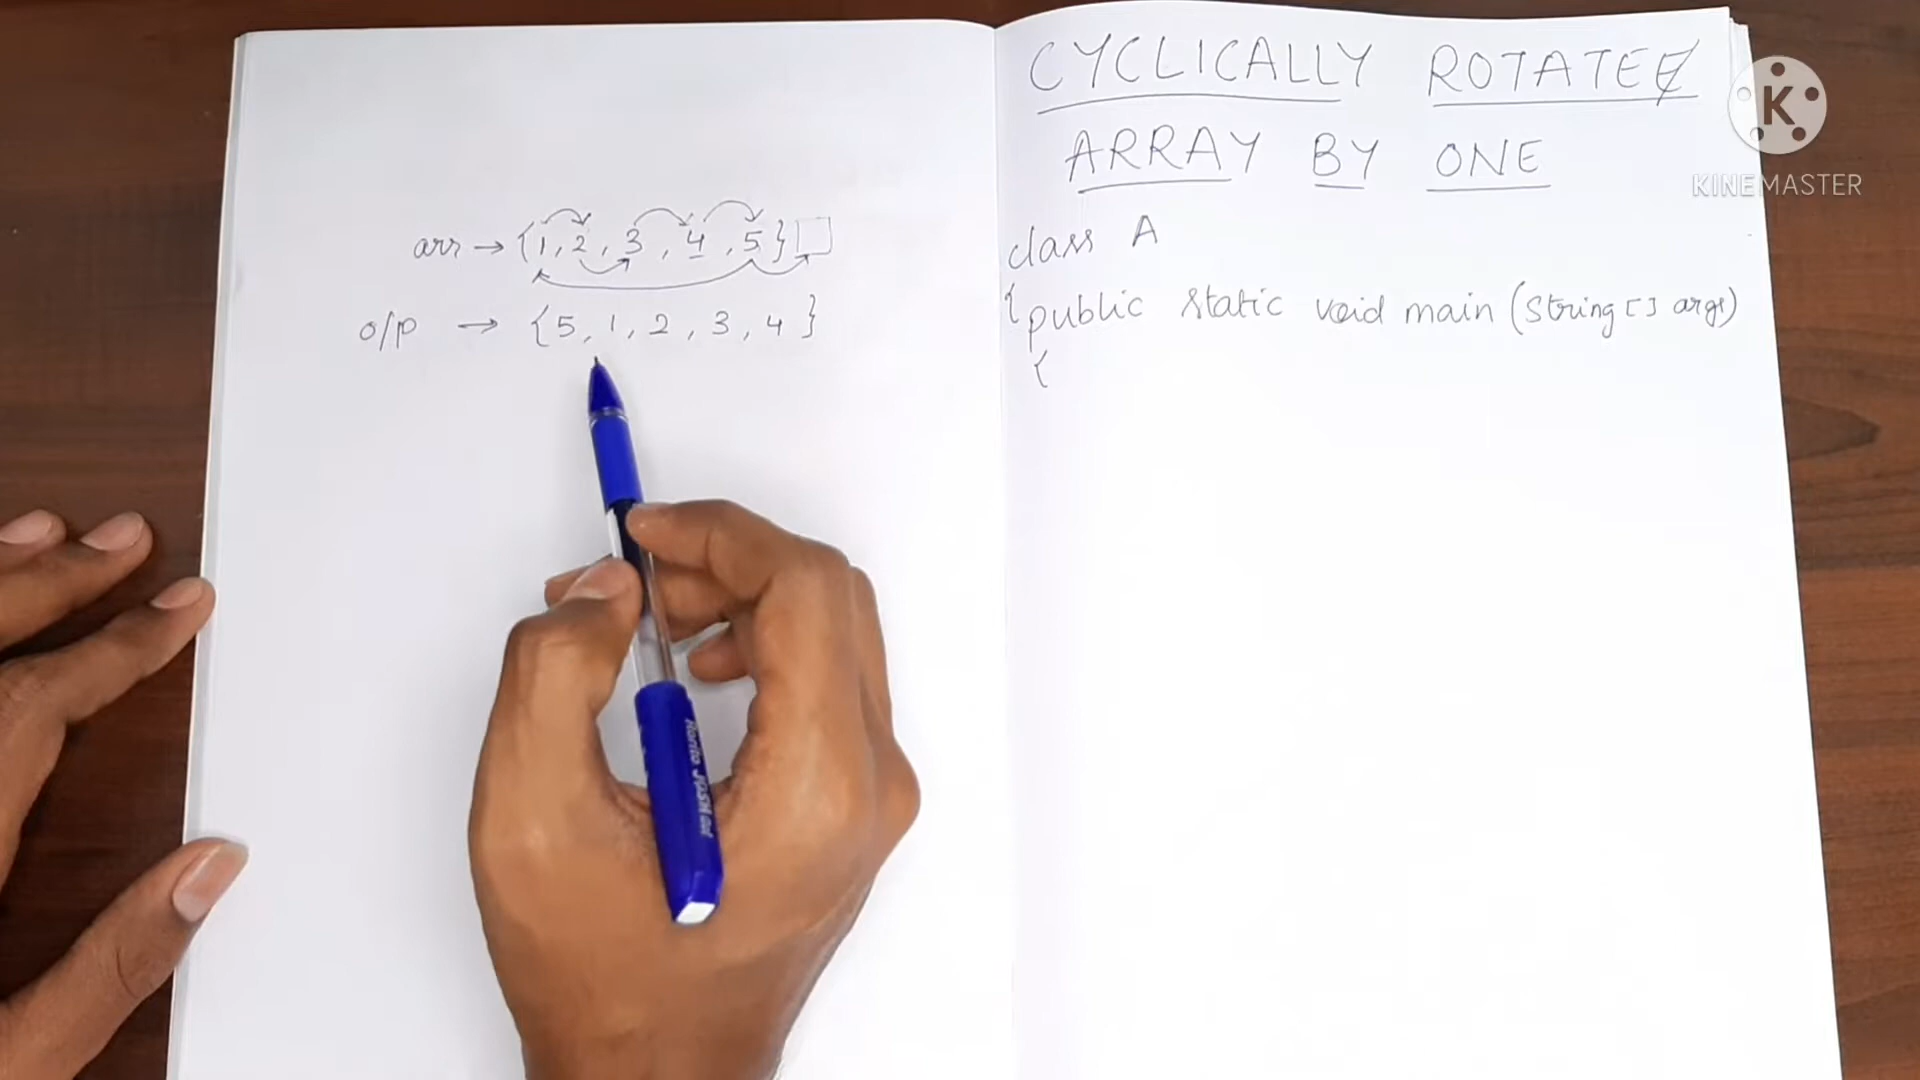 arr → {1, 2, 3, 4, 5}
o/p → {5, 1, 2, 3, 4}
CYCLICALLY ROTATE
ARRAY BY ONE
class A
{ public static void main (String [] args)
{
K
KINEMASTER